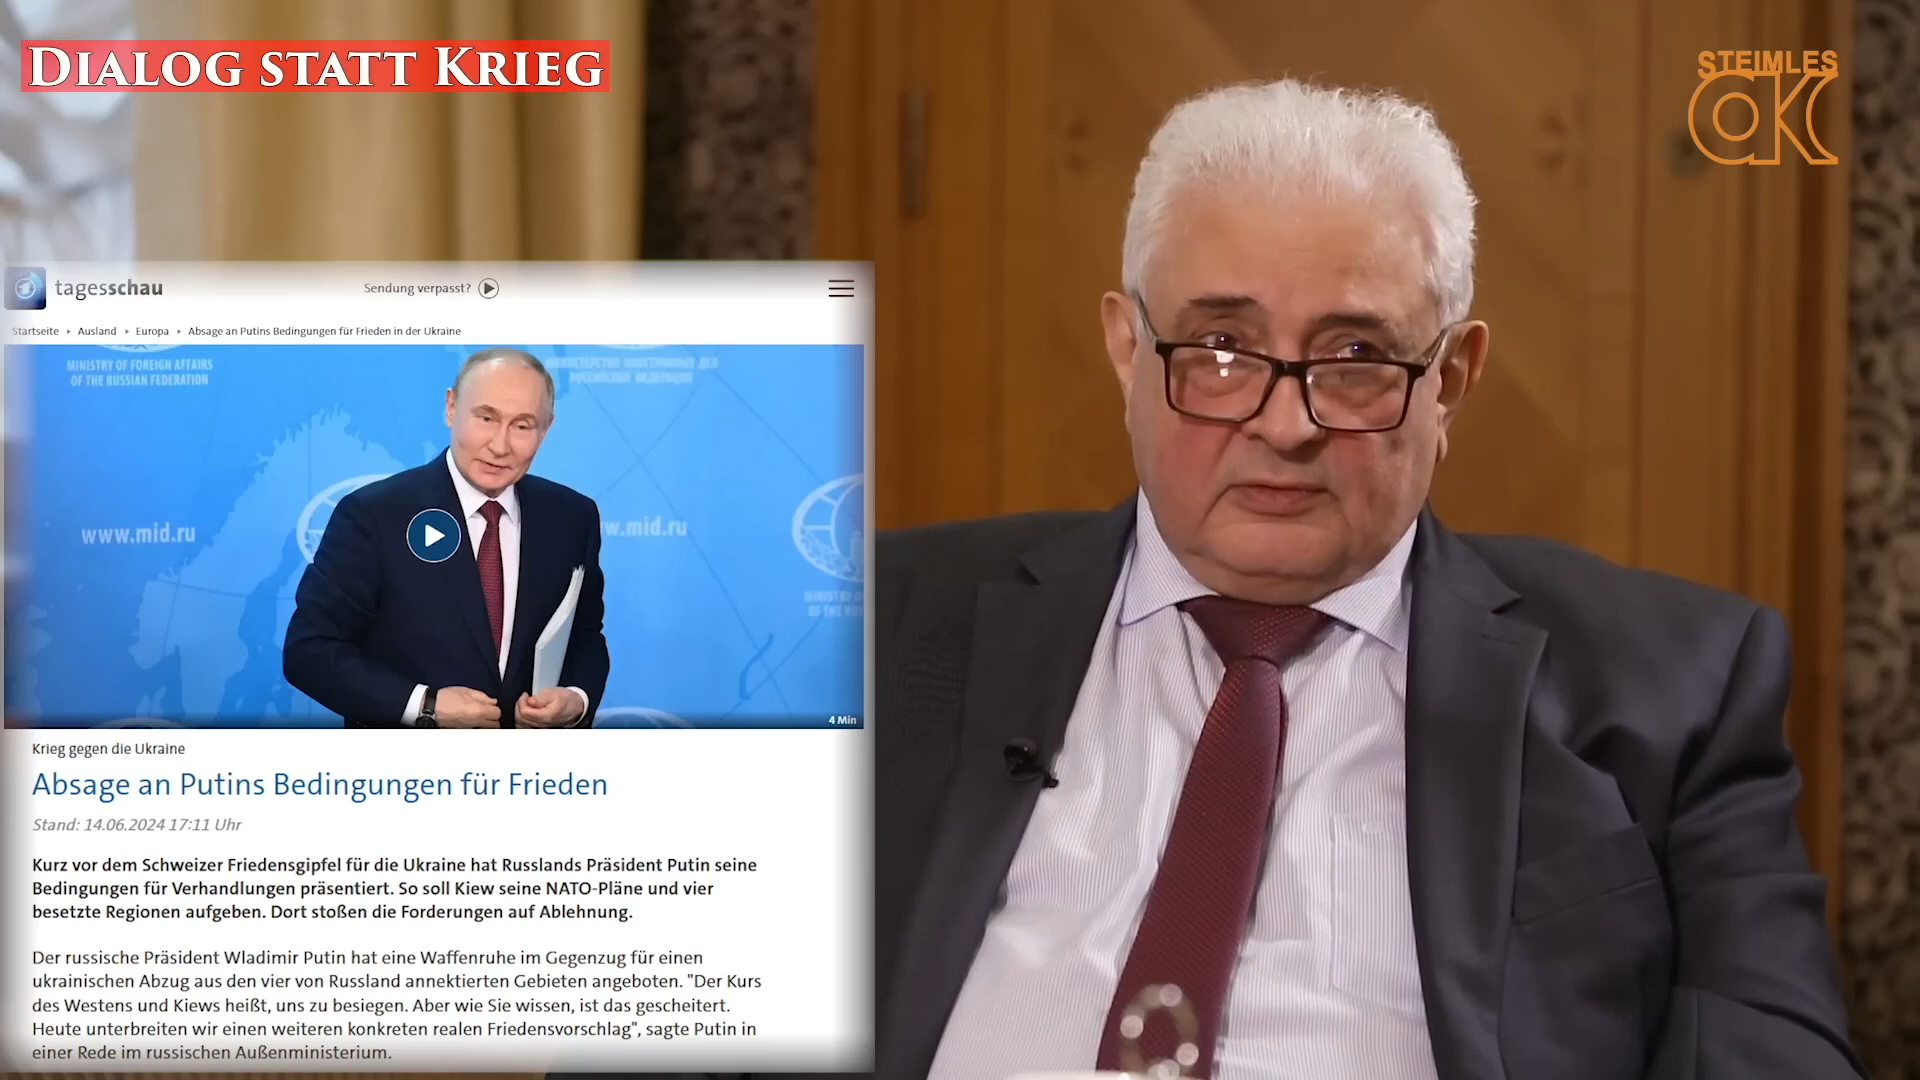 DIALOG STATT KRIEG
STEIMLES
aK
tagesschau
Sendung verpasst?
Startseite ▸ Ausland ▸ Europa ▸ Absage an Putins Bedingungen für Frieden in der Ukraine
MINISTRY OF FOREIGN AFFAIRS
OF THE RUSSIAN FEDERATION
МИНИСТЕРСТВО ИНОСТРАННЫХ ДЕЛ
РОССИЙСКОЙ ФЕДЕРАЦИИ
www.mid.ru
w.mid.ru
4 Min
Krieg gegen die Ukraine
Absage an Putins Bedingungen für Frieden
Stand: 14.06.2024 17:11 Uhr
Kurz vor dem Schweizer Friedensgipfel für die Ukraine hat Russlands Präsident Putin seine
Bedingungen für Verhandlungen präsentiert. So soll Kiew seine NATO-Pläne und vier
besetzte Regionen aufgeben. Dort stoßen die Forderungen auf Ablehnung.
Der russische Präsident Wladimir Putin hat eine Waffenruhe im Gegenzug für einen
ukrainischen Abzug aus den vier von Russland annektierten Gebieten angeboten. "Der Kurs
des Westens und Kiews heißt, uns zu besiegen. Aber wie Sie wissen, ist das gescheitert.
Heute unterbreiten wir einen weiteren konkreten realen Friedensvorschlag", sagte Putin in
einer Rede im russischen Außenministerium.